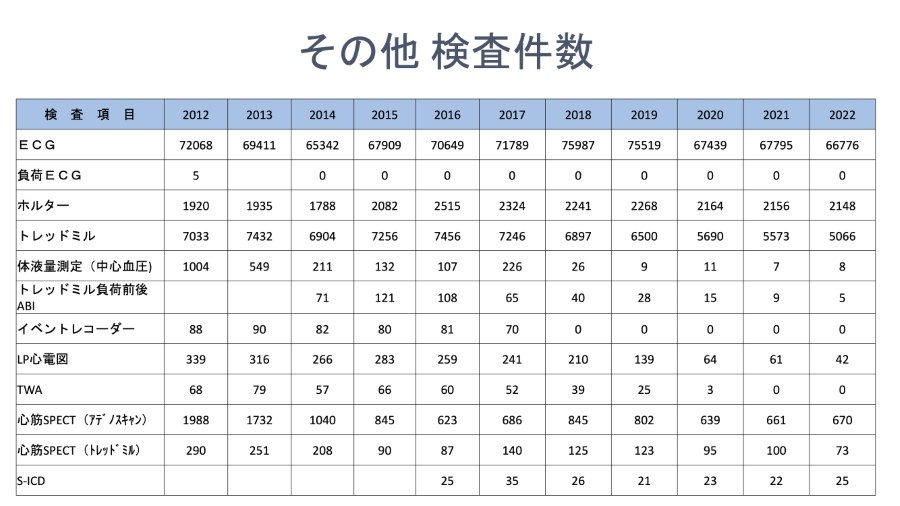 その他 検査件数
検 査 項 目 2012 2013 2014 2015 2016 2017 2018 2019 2020 2021 2022
ＥＣＧ 72068 69411 65342 67909 70649 71789 75987 75519 67439 67795 66776
負荷ＥＣＧ 5 0 0 0 0 0 0 0 0 0
ホルター 1920 1935 1788 2082 2515 2324 2241 2268 2164 2156 2148
トレッドミル 7033 7432 6904 7256 7456 7246 6897 6500 5690 5573 5066
体液量測定（中心血圧) 1004 549 211 132 107 226 26 9 11 7 8
トレッドミル負荷前後
ABI 71 121 108 65 40 28 15 9 5
イベントレコーダー 88 90 82 80 81 70 0 0 0 0 0
LP心電図 339 316 266 283 259 241 210 139 64 61 42
TWA 68 79 57 66 60 52 39 25 3 0 0
心筋SPECT（ｱﾃﾞﾉｽｷｬﾝ） 1988 1732 1040 845 623 686 845 802 639 661 670
心筋SPECT（ﾄﾚｯﾄﾞﾐﾙ） 290 251 208 90 87 140 125 123 95 100 73
S-ICD 25 35 26 21 23 22 25